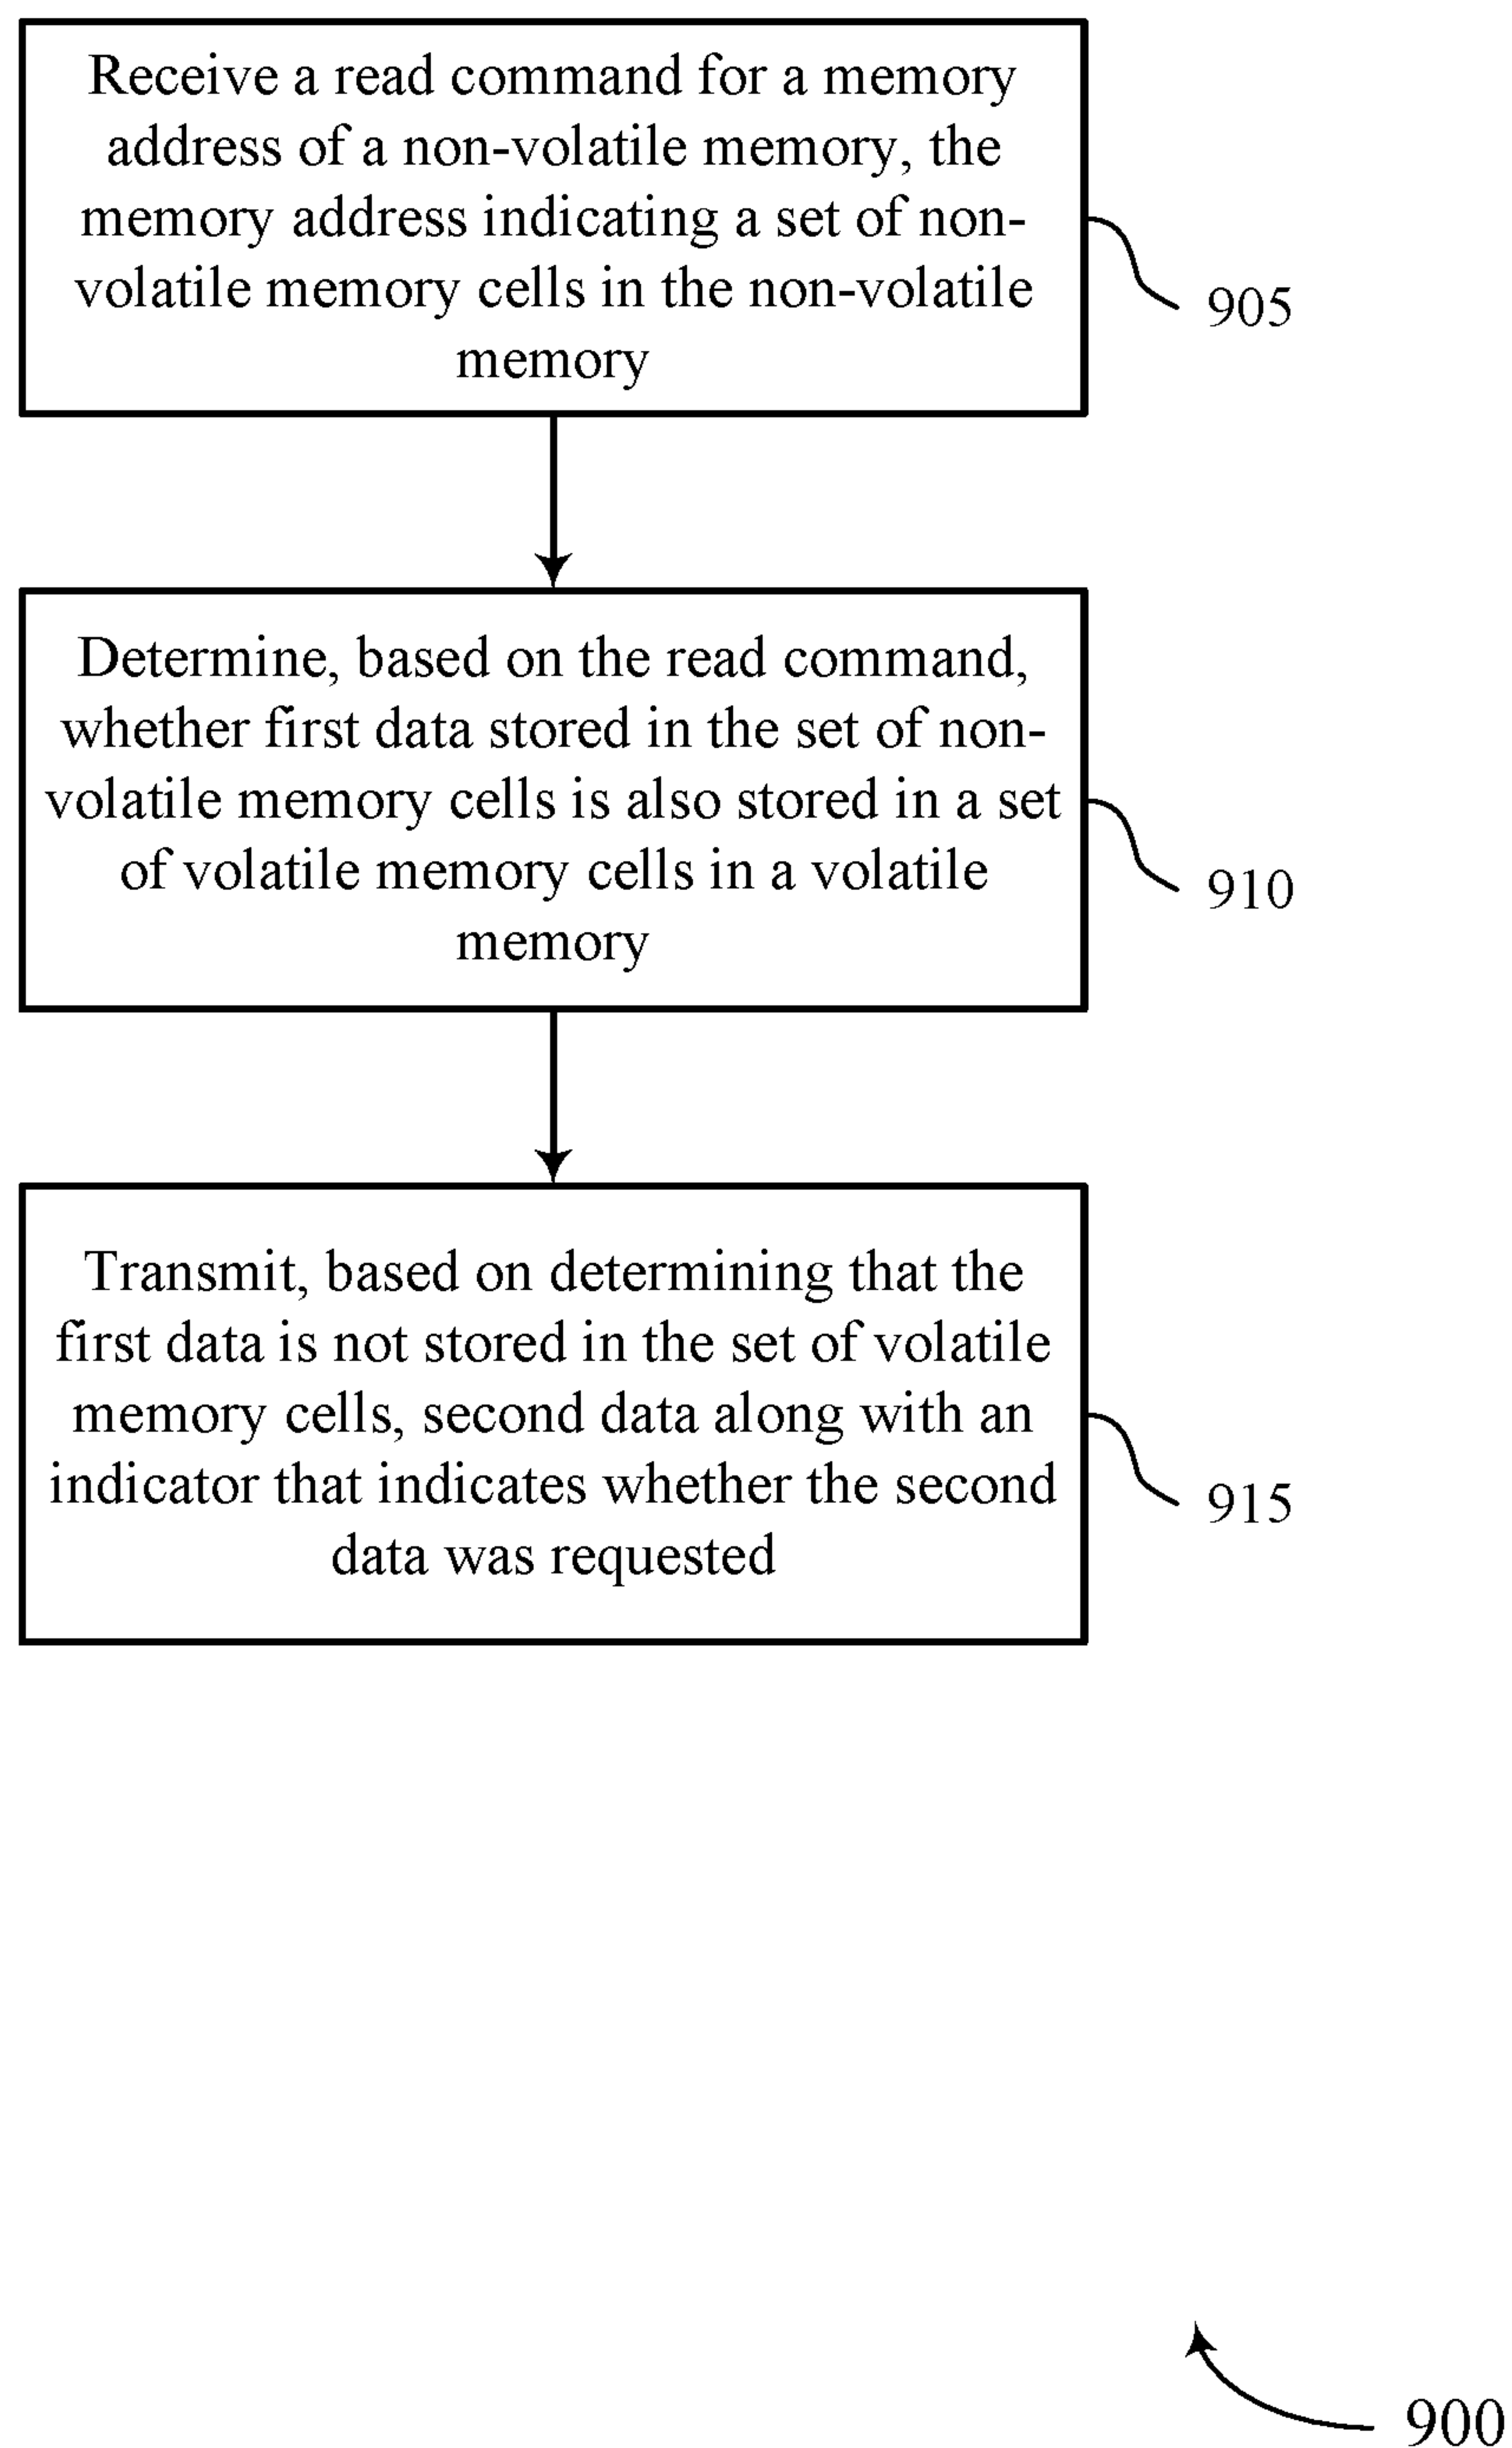 Receive a read command for a memory
address of a non-volatile memory, the
memory address indicating a set of non-
volatile memory cells in the non-volatile
memory
905
Determine, based on the read command,
whether first data stored in the set of non-
volatile memory cells is also stored in a set
of volatile memory cells in a volatile
memory
910
Transmit, based on determining that the
first data is not stored in the set of volatile
memory cells, second data along with an
indicator that indicates whether the second
data was requested
915
900